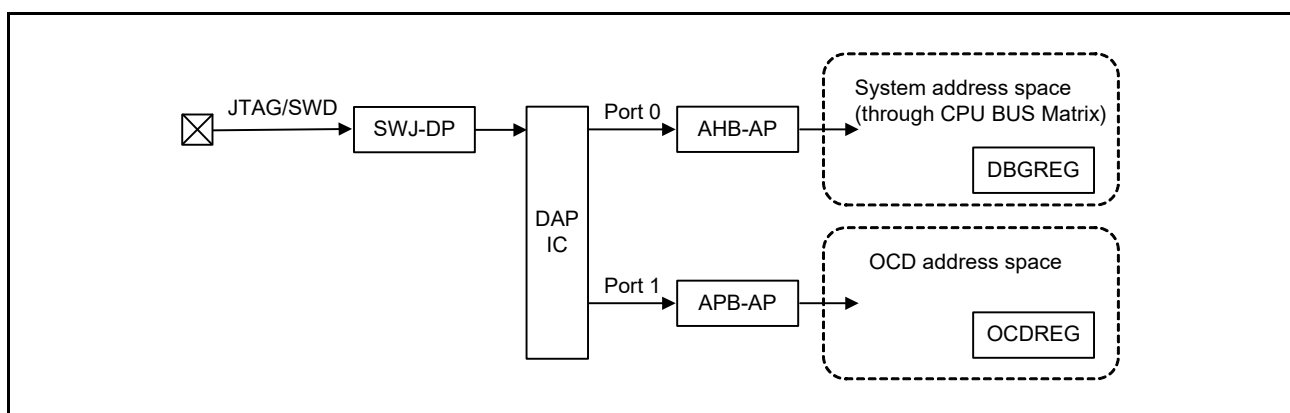 JTAG/SWD
SWJ-DP
DAP
IC
Port 0
AHB-AP
System address space
(through CPU BUS Matrix)
DBGREG
Port 1
APB-AP
OCD address space
OCDREG